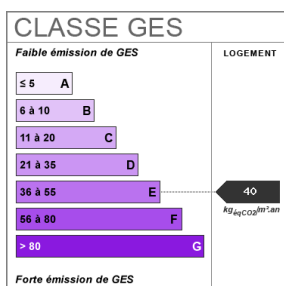 CLASSE GES
Faible émission de GES
LOGEMENT
≤ 5 A
6 à 10 B
11 à 20 C
21 à 35 D
36 à 55 E
40
kgéqCO2/m².an
56 à 80 F
> 80 G
Forte émission de GES